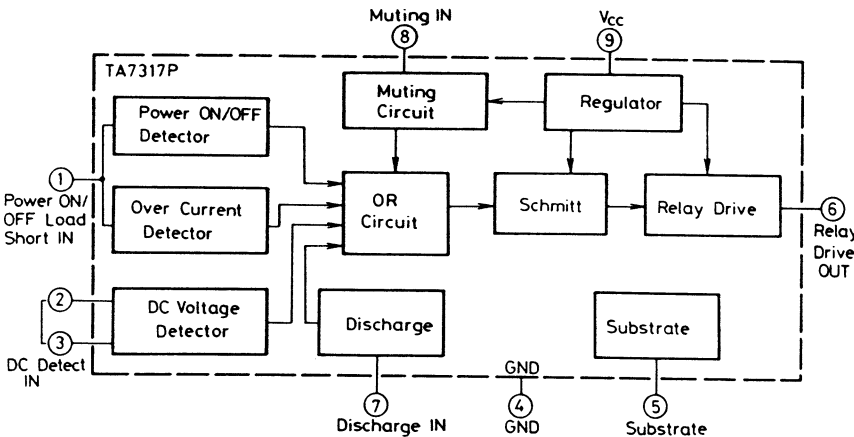 Muting IN
8
Vcc
9
TA7317P
Power ON/OFF
Detector
Muting
Circuit
Regulator
1
Power ON/
OFF Load
Short IN
Over Current
Detector
OR
Circuit
Schmitt
Relay Drive
6
Relay
Drive
OUT
2
3
DC Detect
IN
DC Voltage
Detector
Discharge
Substrate
GND
7
Discharge IN
4
GND
5
Substrate